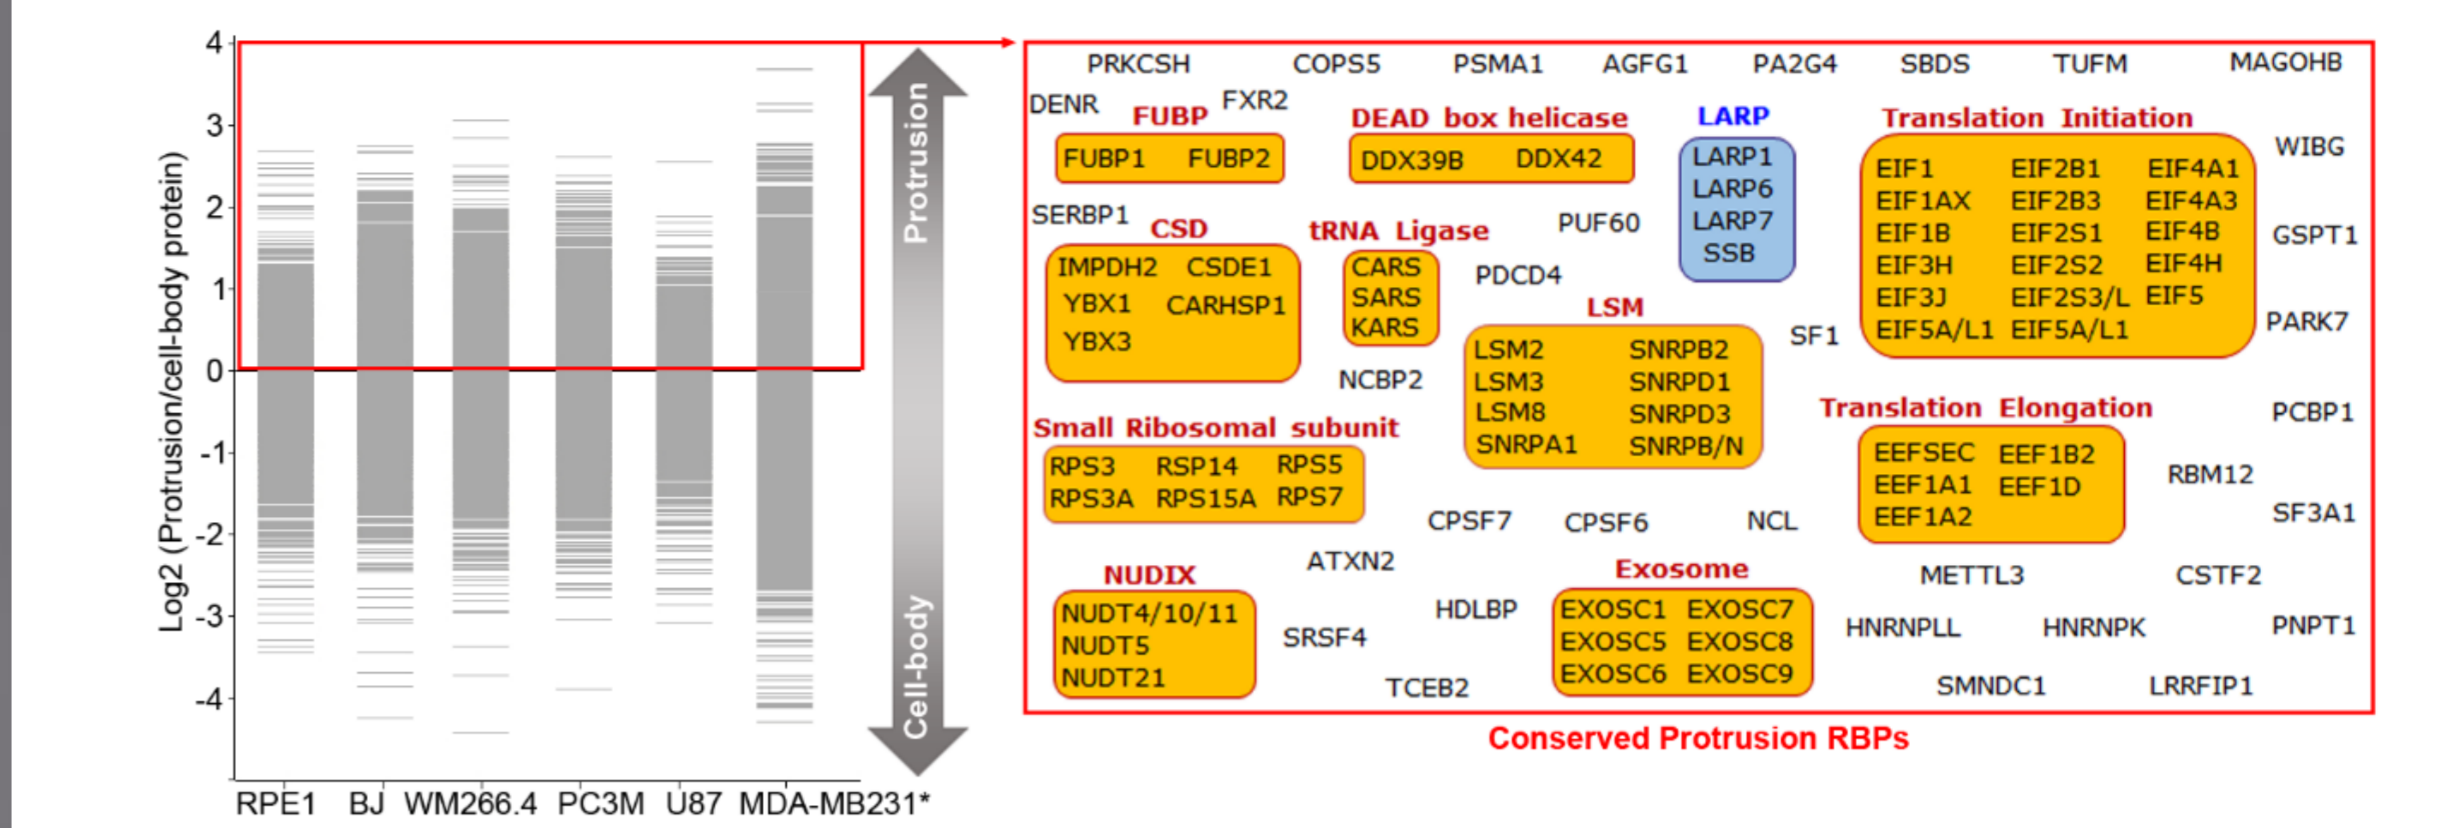 Log2 (Protrusion/cell-body protein)
4
3
2
1
0
-1
-2
-3
-4
RPE1 BJ WM266.4 PC3M U87 MDA-MB231*
Protrusion
Cell-body
PRKCSH COPS5 PSMA1 AGFG1 PA2G4 SBDS TUFM MAGOHB
DENR FXR2
FUBP
FUBP1 FUBP2
DEAD box helicase
DDX39B DDX42
LARP
LARP1
LARP6
LARP7
SSB
Translation Initiation
EIF1 EIF2B1 EIF4A1
EIF1AX EIF2B3 EIF4A3
EIF1B EIF2S1 EIF4B
EIF3H EIF2S2 EIF4H
EIF3J EIF2S3/L EIF5
EIF5A/L1 EIF5A/L1
WIBG
GSPT1
PARK7
SERBP1
CSD
IMPDH2 CSDE1
YBX1 CARHSP1
YBX3
tRNA Ligase
CARS
SARS
KARS
PUF60
PDCD4
NCBP2
LSM
LSM2 SNRPB2
LSM3 SNRPD1
LSM8 SNRPD3
SNRPA1 SNRPB/N
SF1
Small Ribosomal subunit
RPS3 RSP14 RPS5
RPS3A RPS15A RPS7
Translation Elongation
EEFSEC EEF1B2
EEF1A1 EEF1D
EEF1A2
PCBP1
RBM12
SF3A1
CPSF7 CPSF6 NCL
ATXN2
NUDIX
NUDT4/10/11
NUDT5
NUDT21
HDLBP
SRSF4
TCEB2
Exosome
EXOSC1 EXOSC7
EXOSC5 EXOSC8
EXOSC6 EXOSC9
METTL3 CSTF2
HNRNPLL HNRNPK PNPT1
SMNDC1 LRRFIP1
Conserved Protrusion RBPs